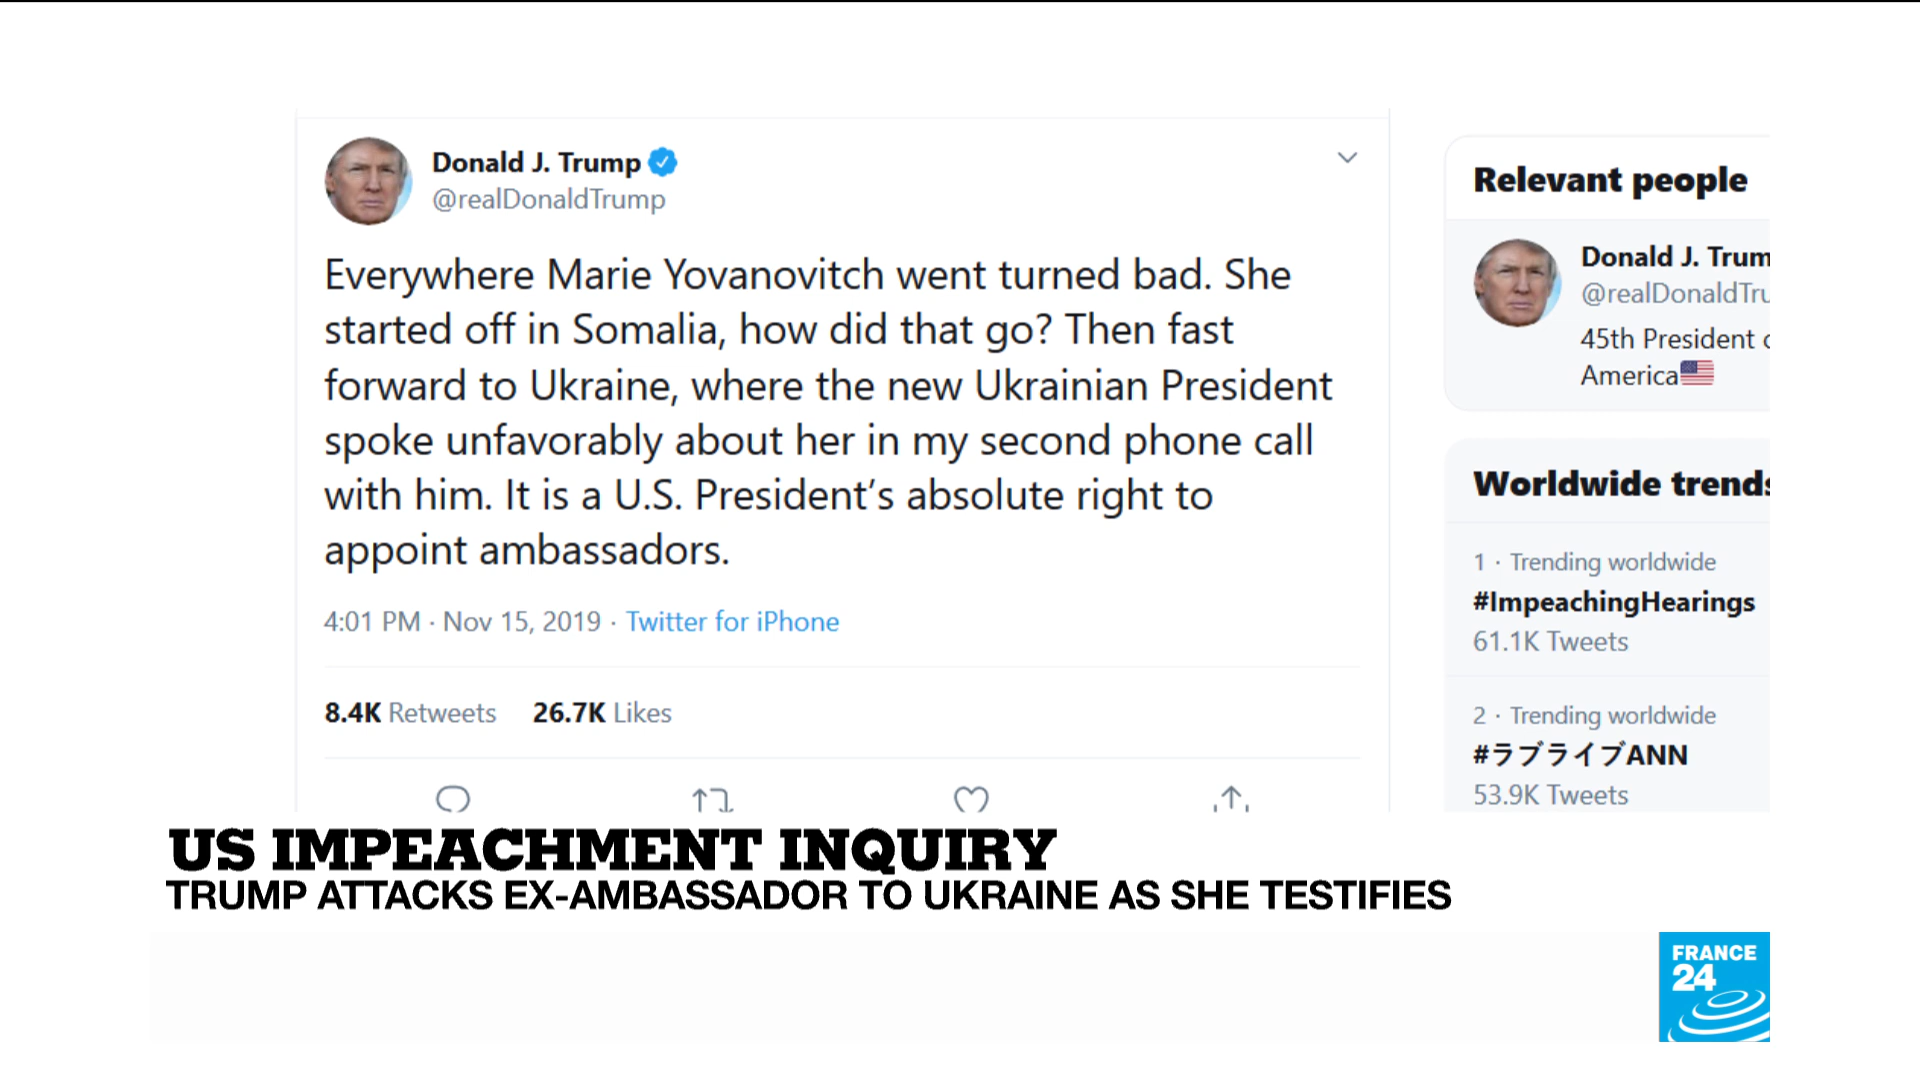 Donald J. Trump
@realDonaldTrump
Everywhere Marie Yovanovitch went turned bad. She
started off in Somalia, how did that go? Then fast
forward to Ukraine, where the new Ukrainian President
spoke unfavorably about her in my second phone call
with him. It is a U.S. President’s absolute right to
appoint ambassadors.
4:01 PM · Nov 15, 2019 · Twitter for iPhone
8.4K Retweets 26.7K Likes
Relevant people
Donald J. Trum
@realDonaldTru
45th President
America🇺🇸
Worldwide trends
1 · Trending worldwide
#ImpeachingHearings
61.1K Tweets
2 · Trending worldwide
#ラブライブANN
53.9K Tweets
US IMPEACHMENT INQUIRY
TRUMP ATTACKS EX-AMBASSADOR TO UKRAINE AS SHE TESTIFIES
FRANCE
24